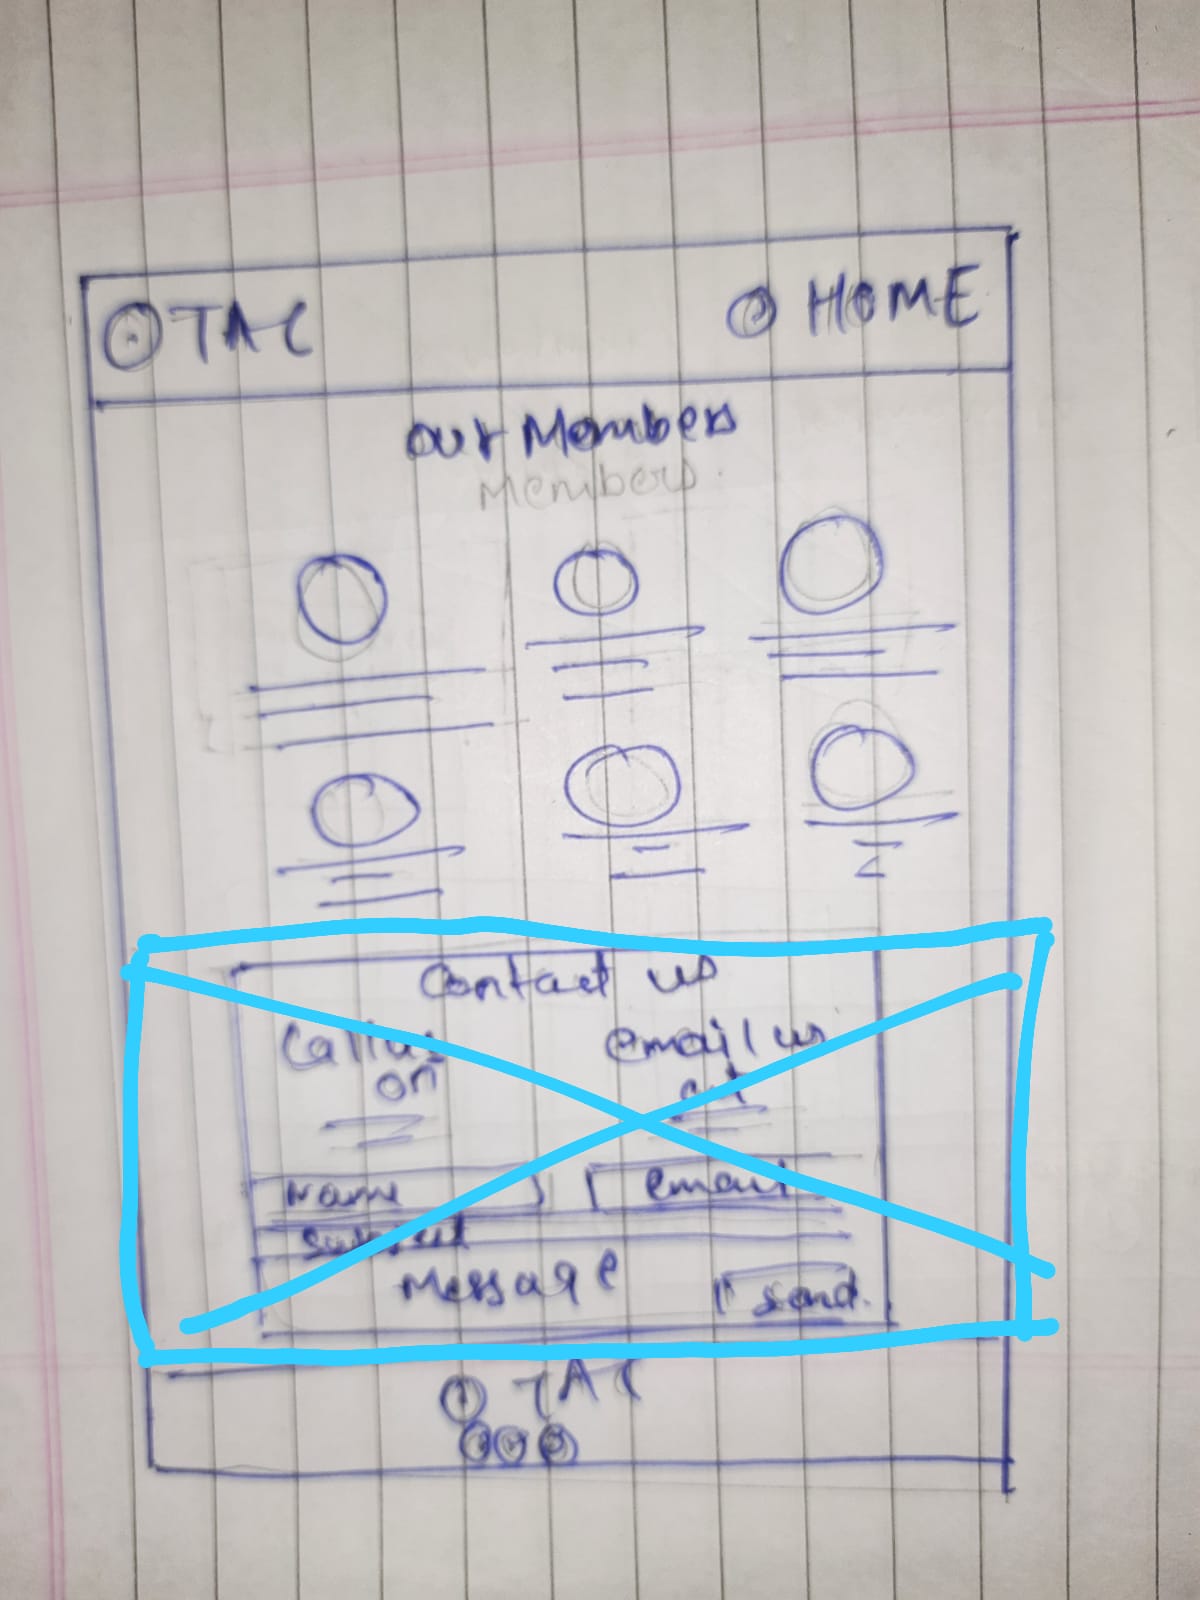 TAC HOME
Our Members
Members.
Contact us
Call us email us
on at
Name email
Subject
Message send.
TAC